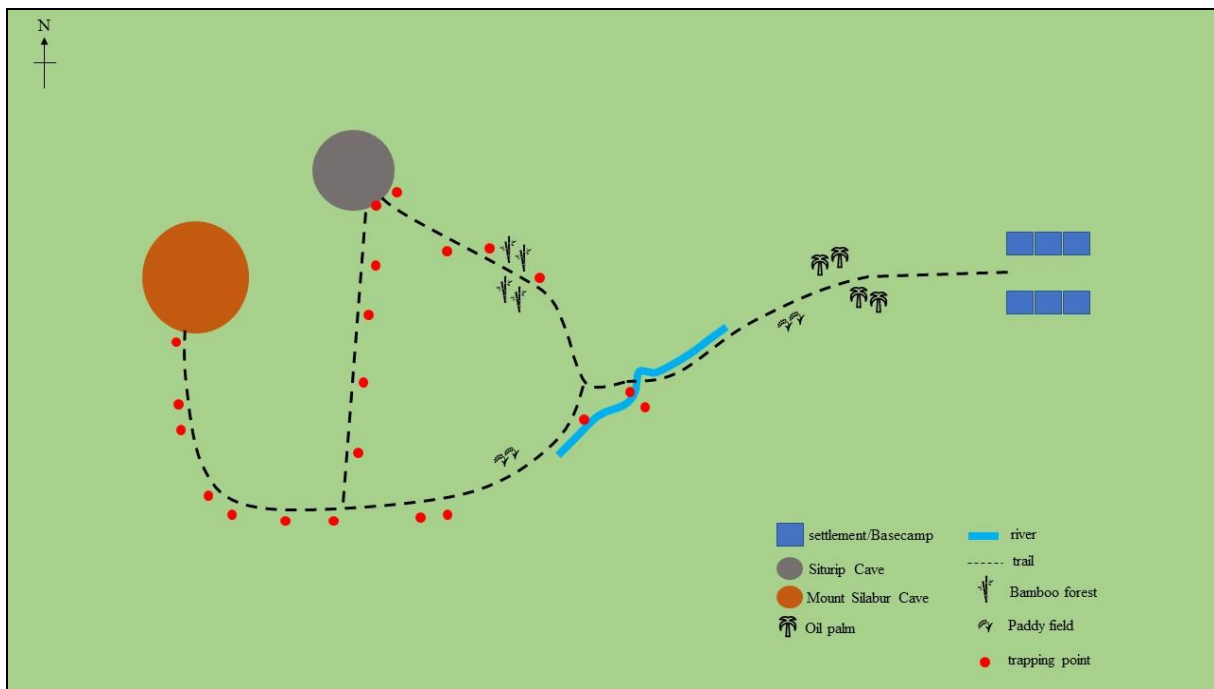 N
settlement/Basecamp
Siturip Cave
Mount Silabur Cave
Oil palm
river
trail
Bamboo forest
Paddy field
trapping point